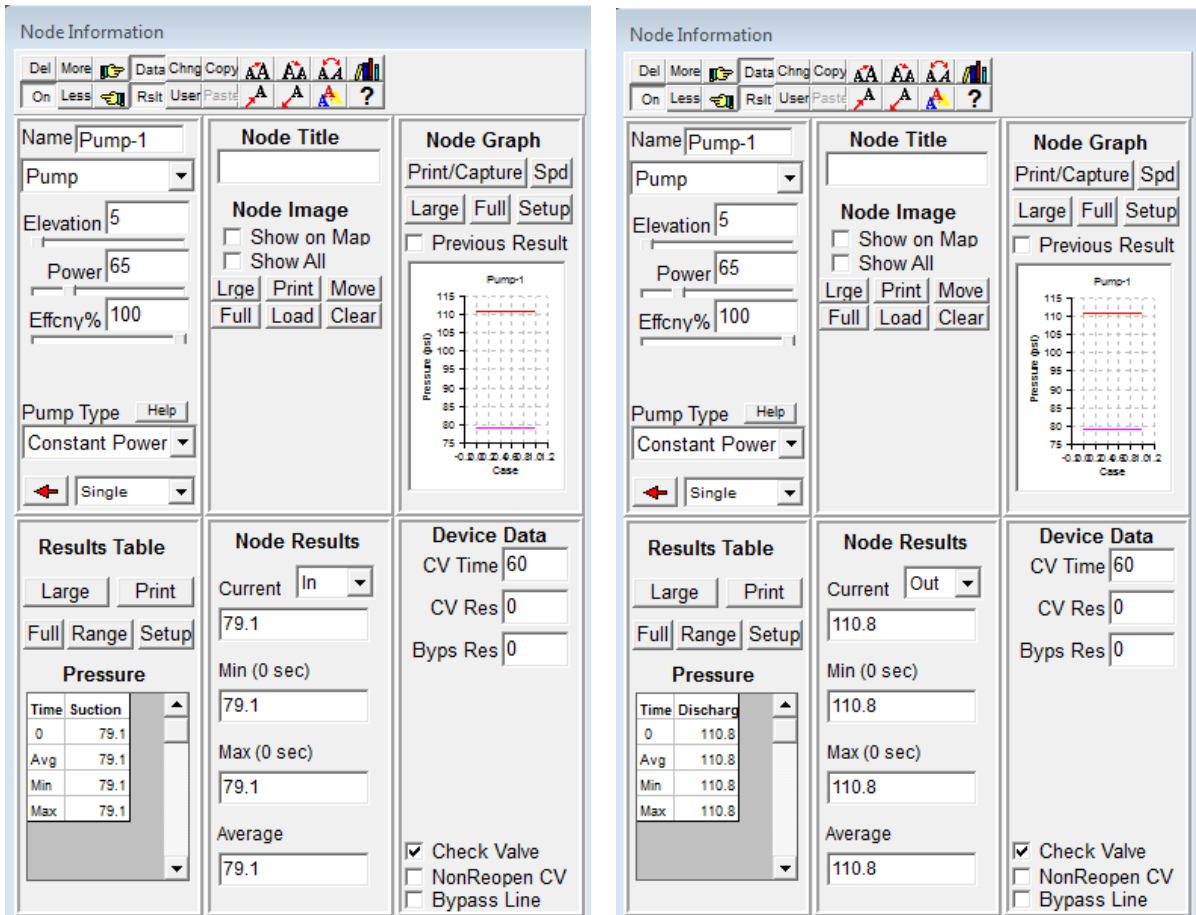 Node Information
Del More Data Chng Copy AA AA AA
On Less Rslt User Paste A A A ?
Name Pump-1
Pump
Elevation 5
Power 65
Effcny% 100
Pump Type Help
Constant Power
Single
Node Title
Node Image
Show on Map
Show All
Lrge Print Move
Full Load Clear
Node Graph
Print/Capture Spd
Large Full Setup
Previous Result
Pump-1
115
110
105
100
95
90
85
80
75
Pressure (psi)
Case
Results Table
Large Print
Full Range Setup
Pressure
Time Suction
0 79.1
Avg 79.1
Min 79.1
Max 79.1
Node Results
Current In
79.1
Min (0 sec)
79.1
Max (0 sec)
79.1
Average
79.1
Device Data
CV Time 60
CV Res 0
Byps Res 0
Check Valve
NonReopen CV
Bypass Line
Node Information
Del More Data Chng Copy AA AA AA
On Less Rslt User Paste A A A ?
Name Pump-1
Pump
Elevation 5
Power 65
Effcny% 100
Pump Type Help
Constant Power
Single
Node Title
Node Image
Show on Map
Show All
Lrge Print Move
Full Load Clear
Node Graph
Print/Capture Spd
Large Full Setup
Previous Result
Pump-1
115
110
105
100
95
90
85
80
75
Pressure (psi)
Case
Results Table
Large Print
Full Range Setup
Pressure
Time Discharg
0 110.8
Avg 110.8
Min 110.8
Max 110.8
Node Results
Current Out
110.8
Min (0 sec)
110.8
Max (0 sec)
110.8
Average
110.8
Device Data
CV Time 60
CV Res 0
Byps Res 0
Check Valve
NonReopen CV
Bypass Line